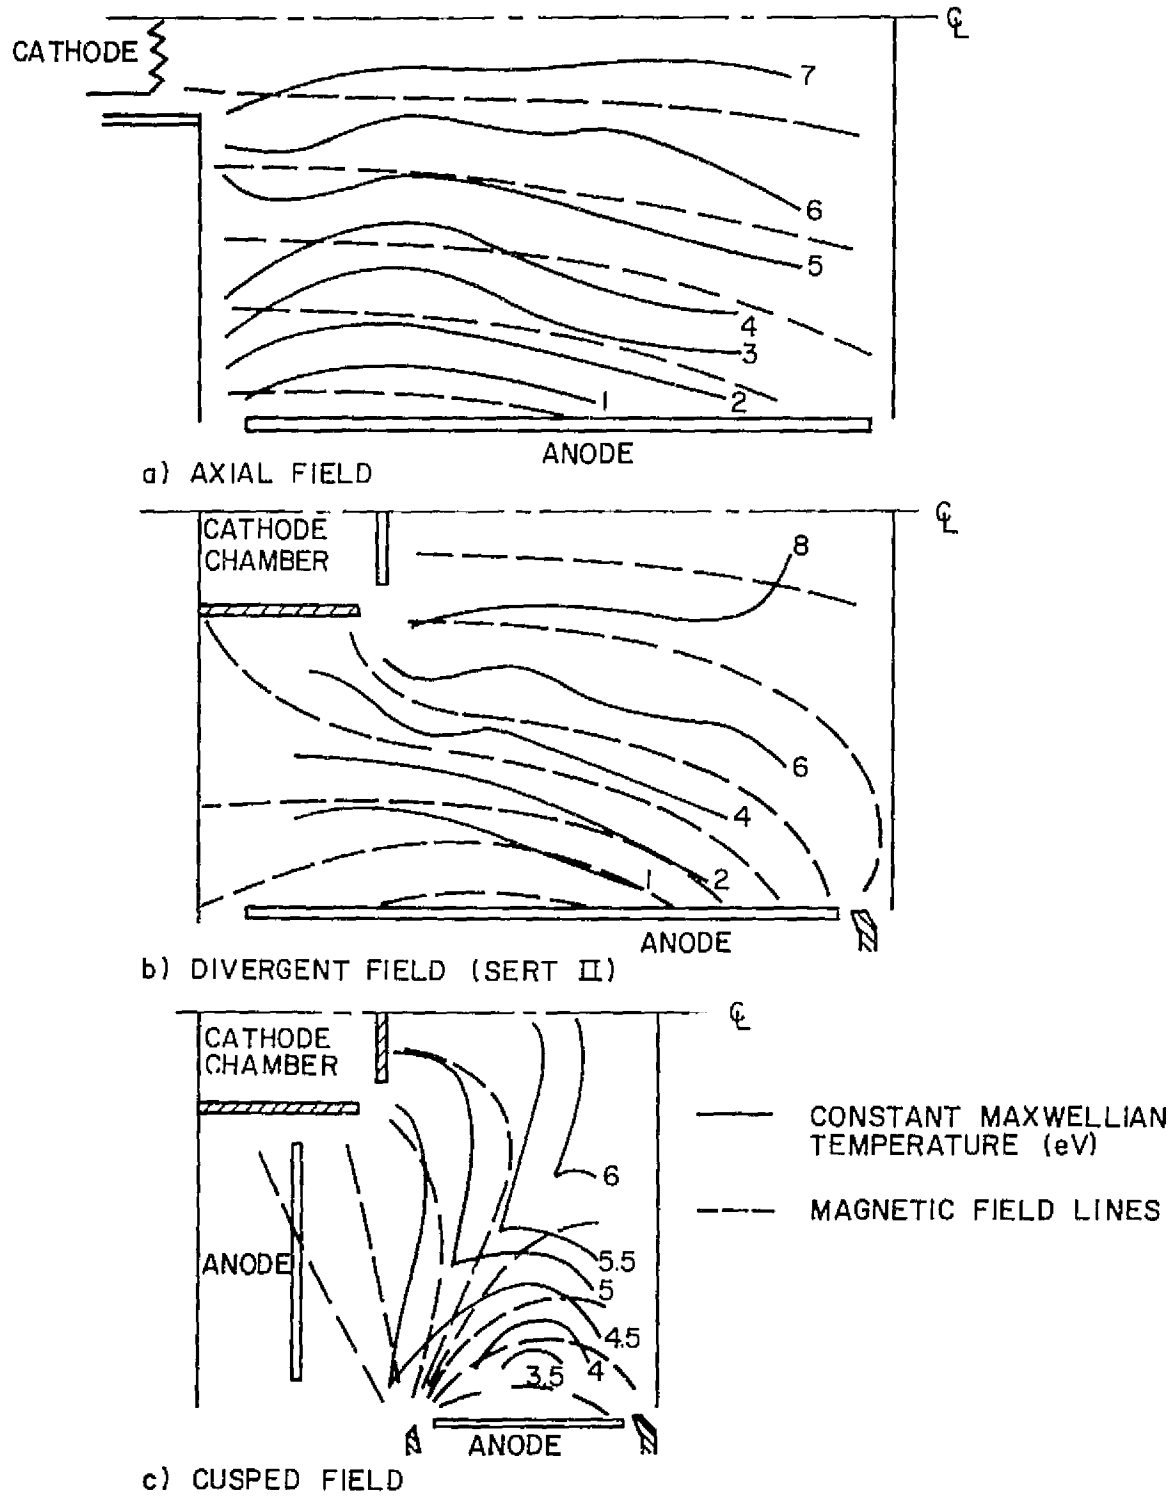 ℄
CATHODE
7
6
5
4
3
2
1
ANODE
a) AXIAL FIELD
℄
CATHODE
CHAMBER
8
6
4
2
1
ANODE
b) DIVERGENT FIELD (SERT II)
℄
CATHODE
CHAMBER
CONSTANT MAXWELLIAN
TEMPERATURE (eV)
6
MAGNETIC FIELD LINES
ANODE
5.5
5
4.5
4
3.5
ANODE
c) CUSPED FIELD